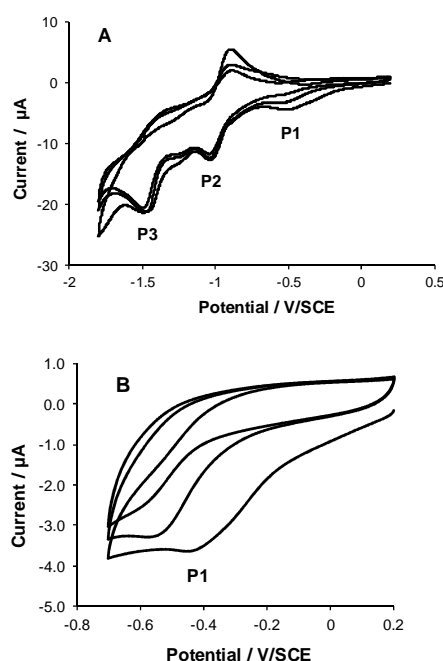 A
10
0
-10
-20
-30
Current / µA
P1
P2
P3
-2
-1.5
-1
-0.5
0
0.5
Potential / V/SCE
B
1.0
0.0
-1.0
-2.0
-3.0
-4.0
-5.0
Current / µA
P1
-0.8
-0.6
-0.4
-0.2
0
0.2
Potential / V/SCE